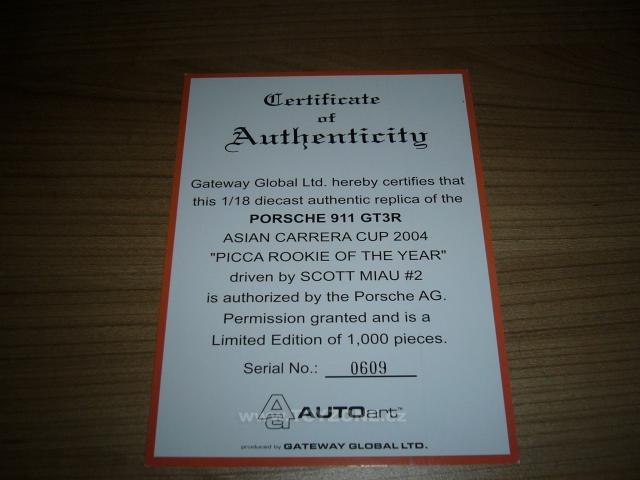 Certificate
of
Authenticity
Gateway Global Ltd. hereby certifies that
this 1/18 diecast authentic replica of the
PORSCHE 911 GT3R
ASIAN CARRERA CUP 2004
"PICCA ROOKIE OF THE YEAR"
driven by SCOTT MIAU #2
is authorized by the Porsche AG.
Permission granted and is a
Limited Edition of 1,000 pieces.
Serial No.: 0609
AUTOart™
produced by GATEWAY GLOBAL LTD.